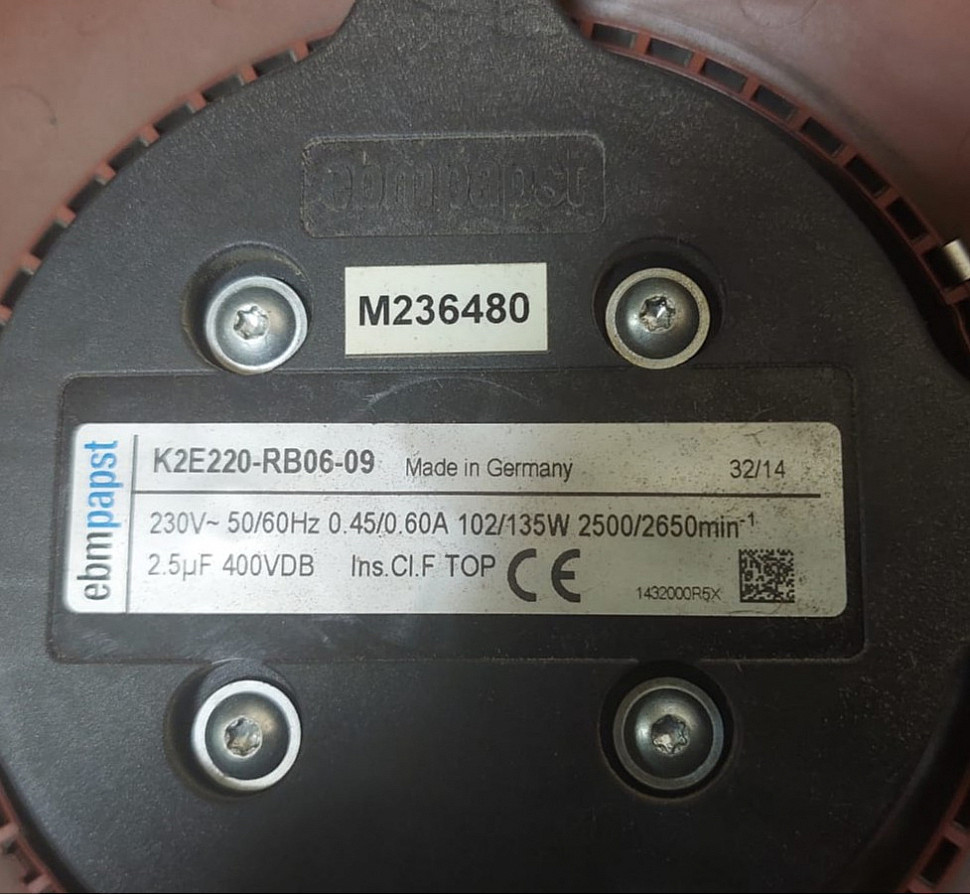 ebmpapst
M236480
ebmpapst
K2E220-RB06-09 Made in Germany 32/14
230V~ 50/60Hz 0.45/0.60A 102/135W 2500/2650min⁻¹
2.5µF 400VDB Ins.Cl.F TOP CE
1432000R5X